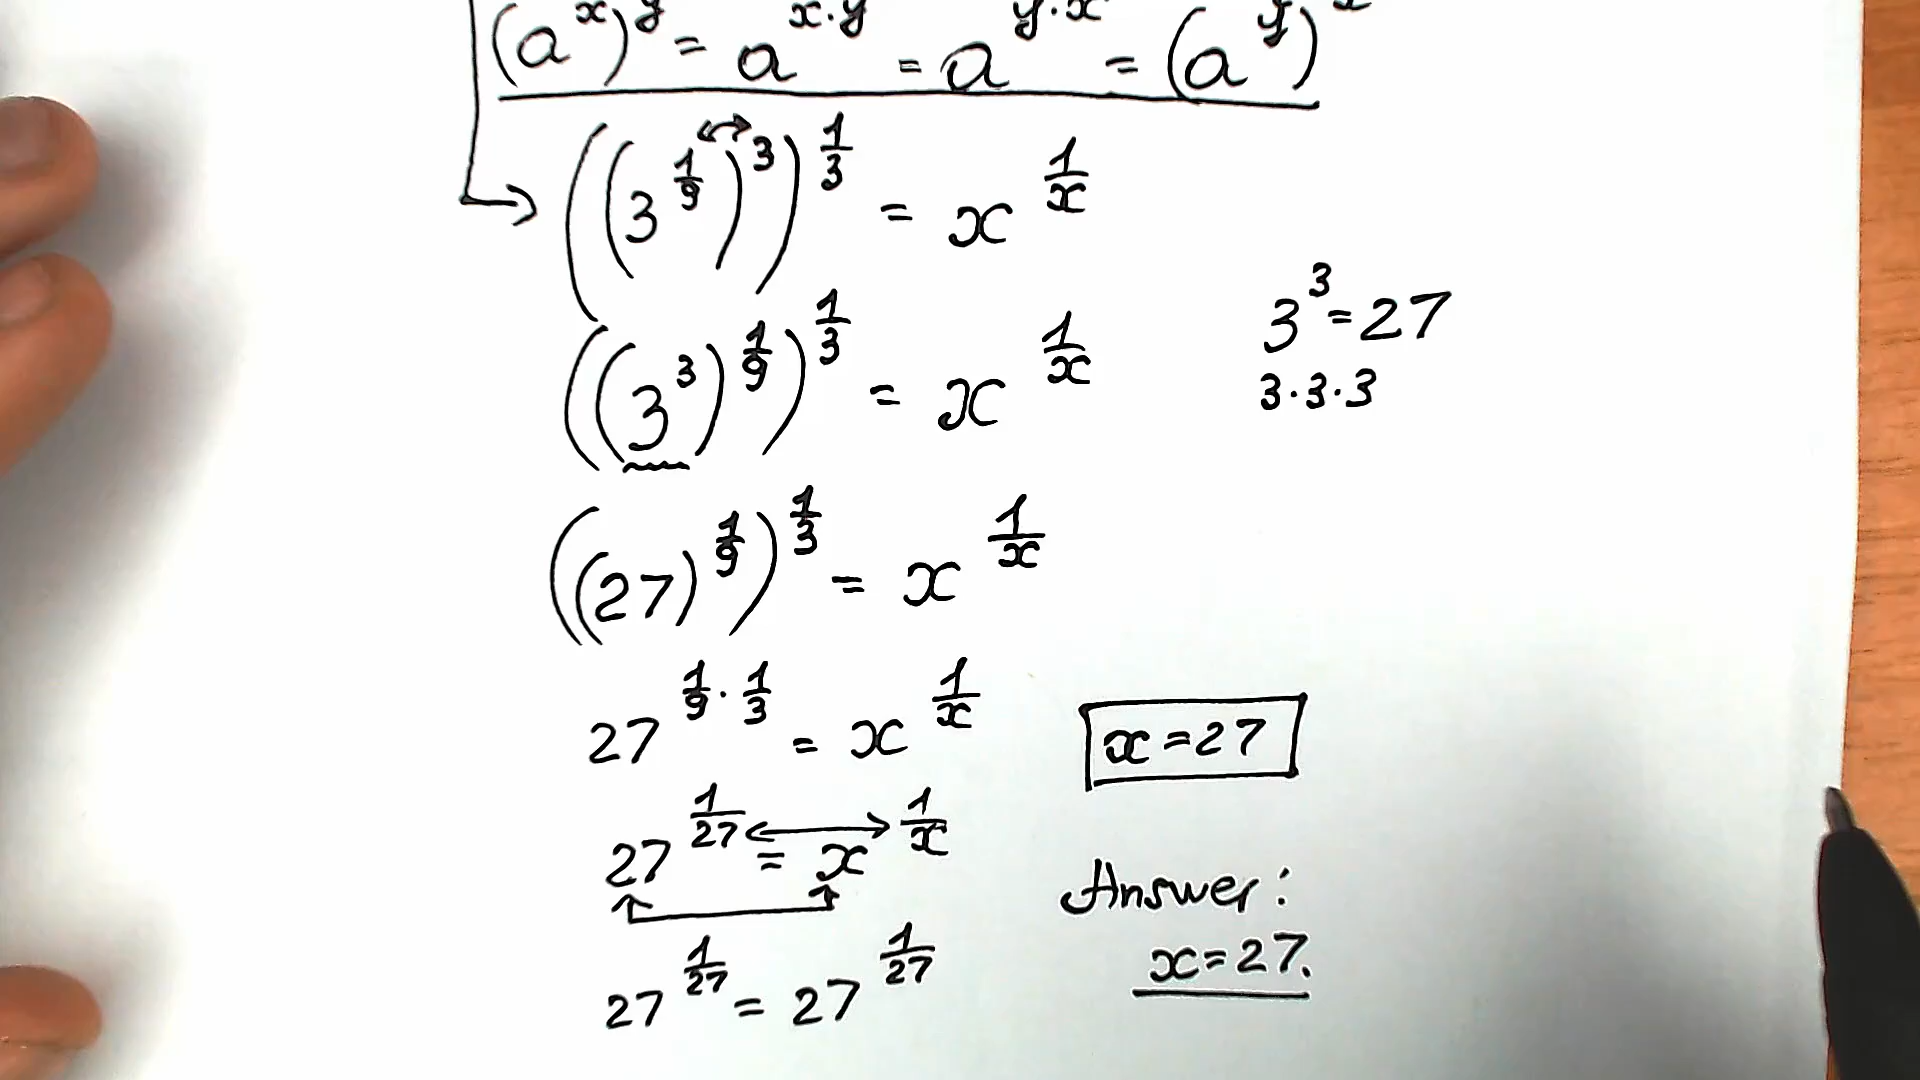 (a^x)^y = a^{x·y} = a^{y·x} = (a^y)^x
((3^{1/9})^3)^{1/3} = x^{1/x}
((3^3)^{1/9})^{1/3} = x^{1/x}
3^3 = 27
3·3·3
((27)^{1/9})^{1/3} = x^{1/x}
27^{1/9 · 1/3} = x^{1/x}
x = 27
27^{1/27} = x^{1/x}
27^{1/27} = 27^{1/27}
Answer:
x = 27.